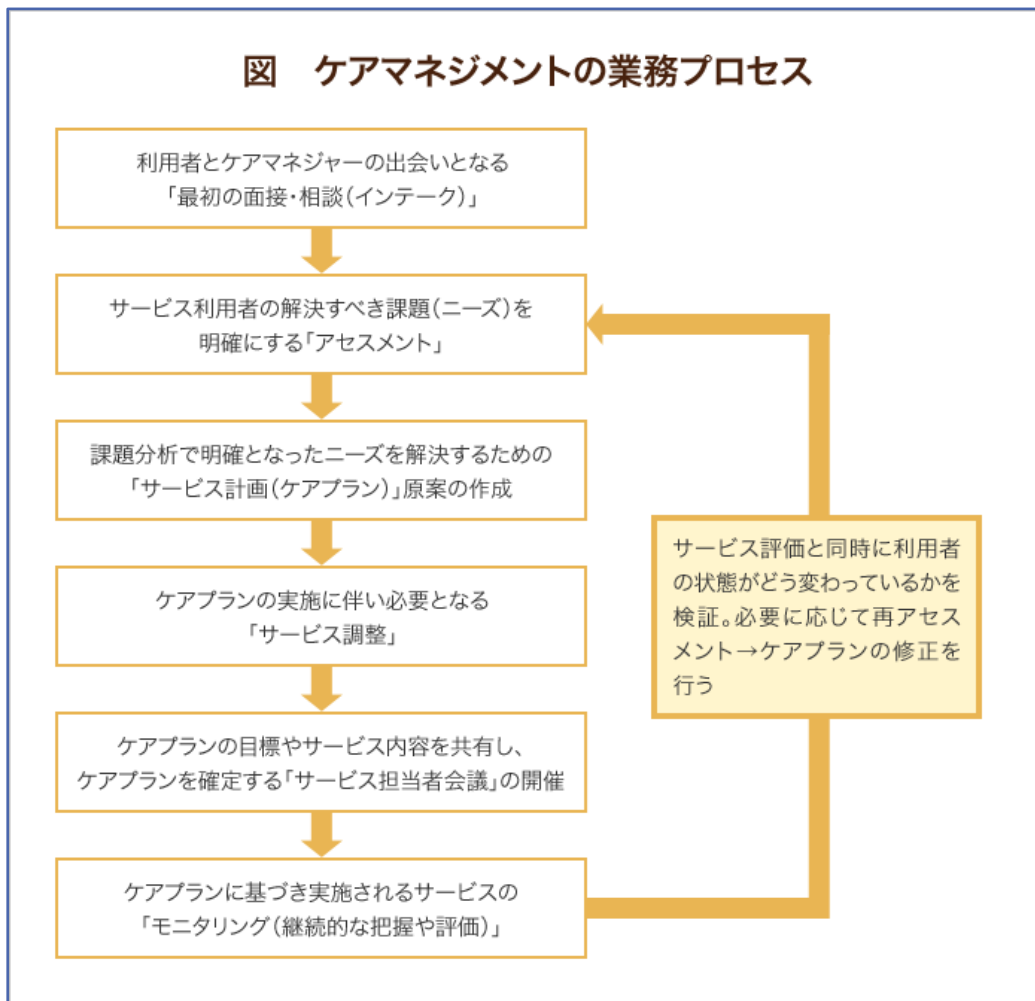 図　ケアマネジメントの業務プロセス
利用者とケアマネジャーの出会いとなる
「最初の面接・相談(インテーク)」
サービス利用者の解決すべき課題(ニーズ)を
明確にする「アセスメント」
課題分析で明確となったニーズを解決するための
「サービス計画(ケアプラン)」原案の作成
ケアプランの実施に伴い必要となる
「サービス調整」
ケアプランの目標やサービス内容を共有し、
ケアプランを確定する「サービス担当者会議」の開催
ケアプランに基づき実施されるサービスの
「モニタリング(継続的な把握や評価)」
サービス評価と同時に利用者
の状態がどう変わっているかを
検証。必要に応じて再アセス
メント→ケアプランの修正を
行う